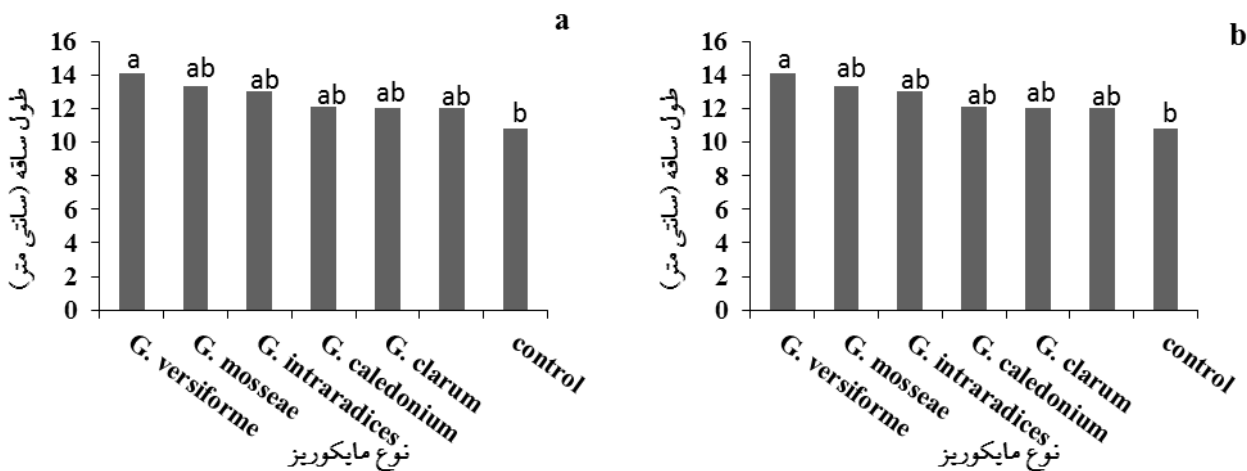 a
طول ساقه (سانتی متر)
16
14
12
10
8
6
4
2
0
a
ab
ab
ab
ab
ab
b
G. versiforme
G. mosseae
G. intraradices
G. caledonium
G. clarum
control
نوع مایکوریز
b
طول ساقه (سانتی متر)
16
14
12
10
8
6
4
2
0
a
ab
ab
ab
ab
ab
b
G. versiforme
G. mosseae
G. intraradices
G. caledonium
G. clarum
control
نوع مایکوریز